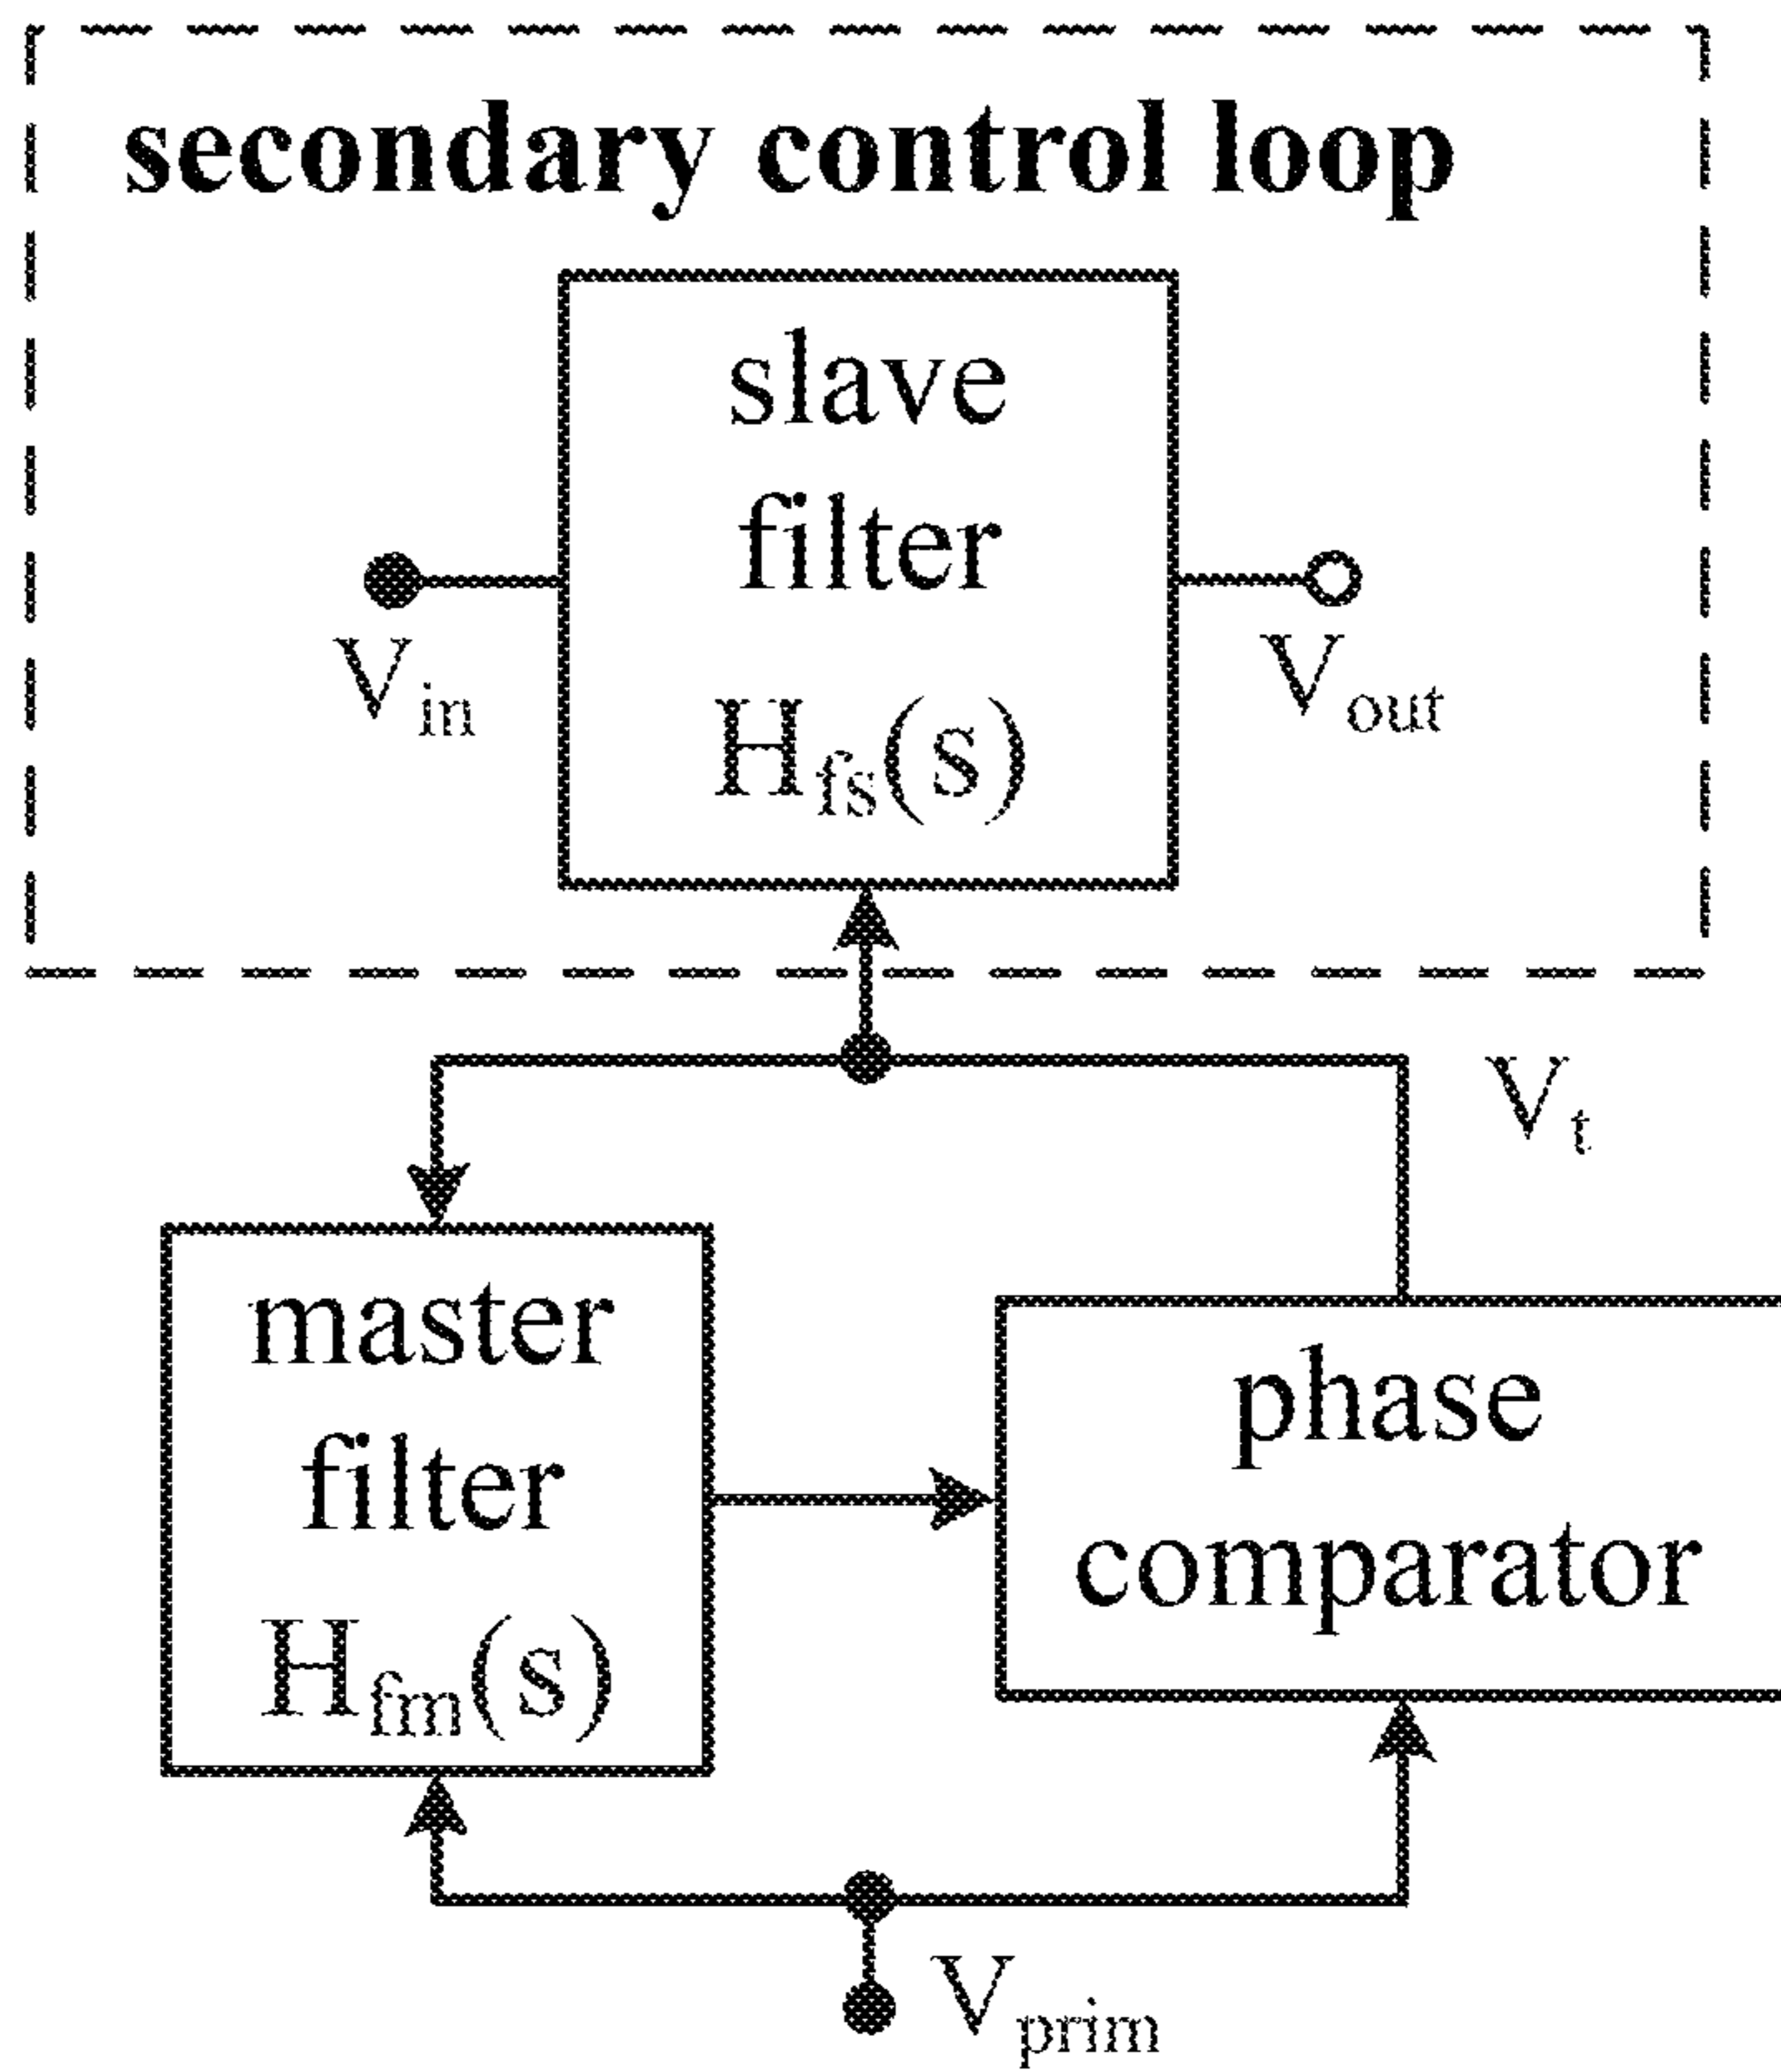 secondary control loop
slave
filter
H_fs(s)
V_in
V_out
V_t
master
filter
H_fm(s)
phase
comparator
V_prim